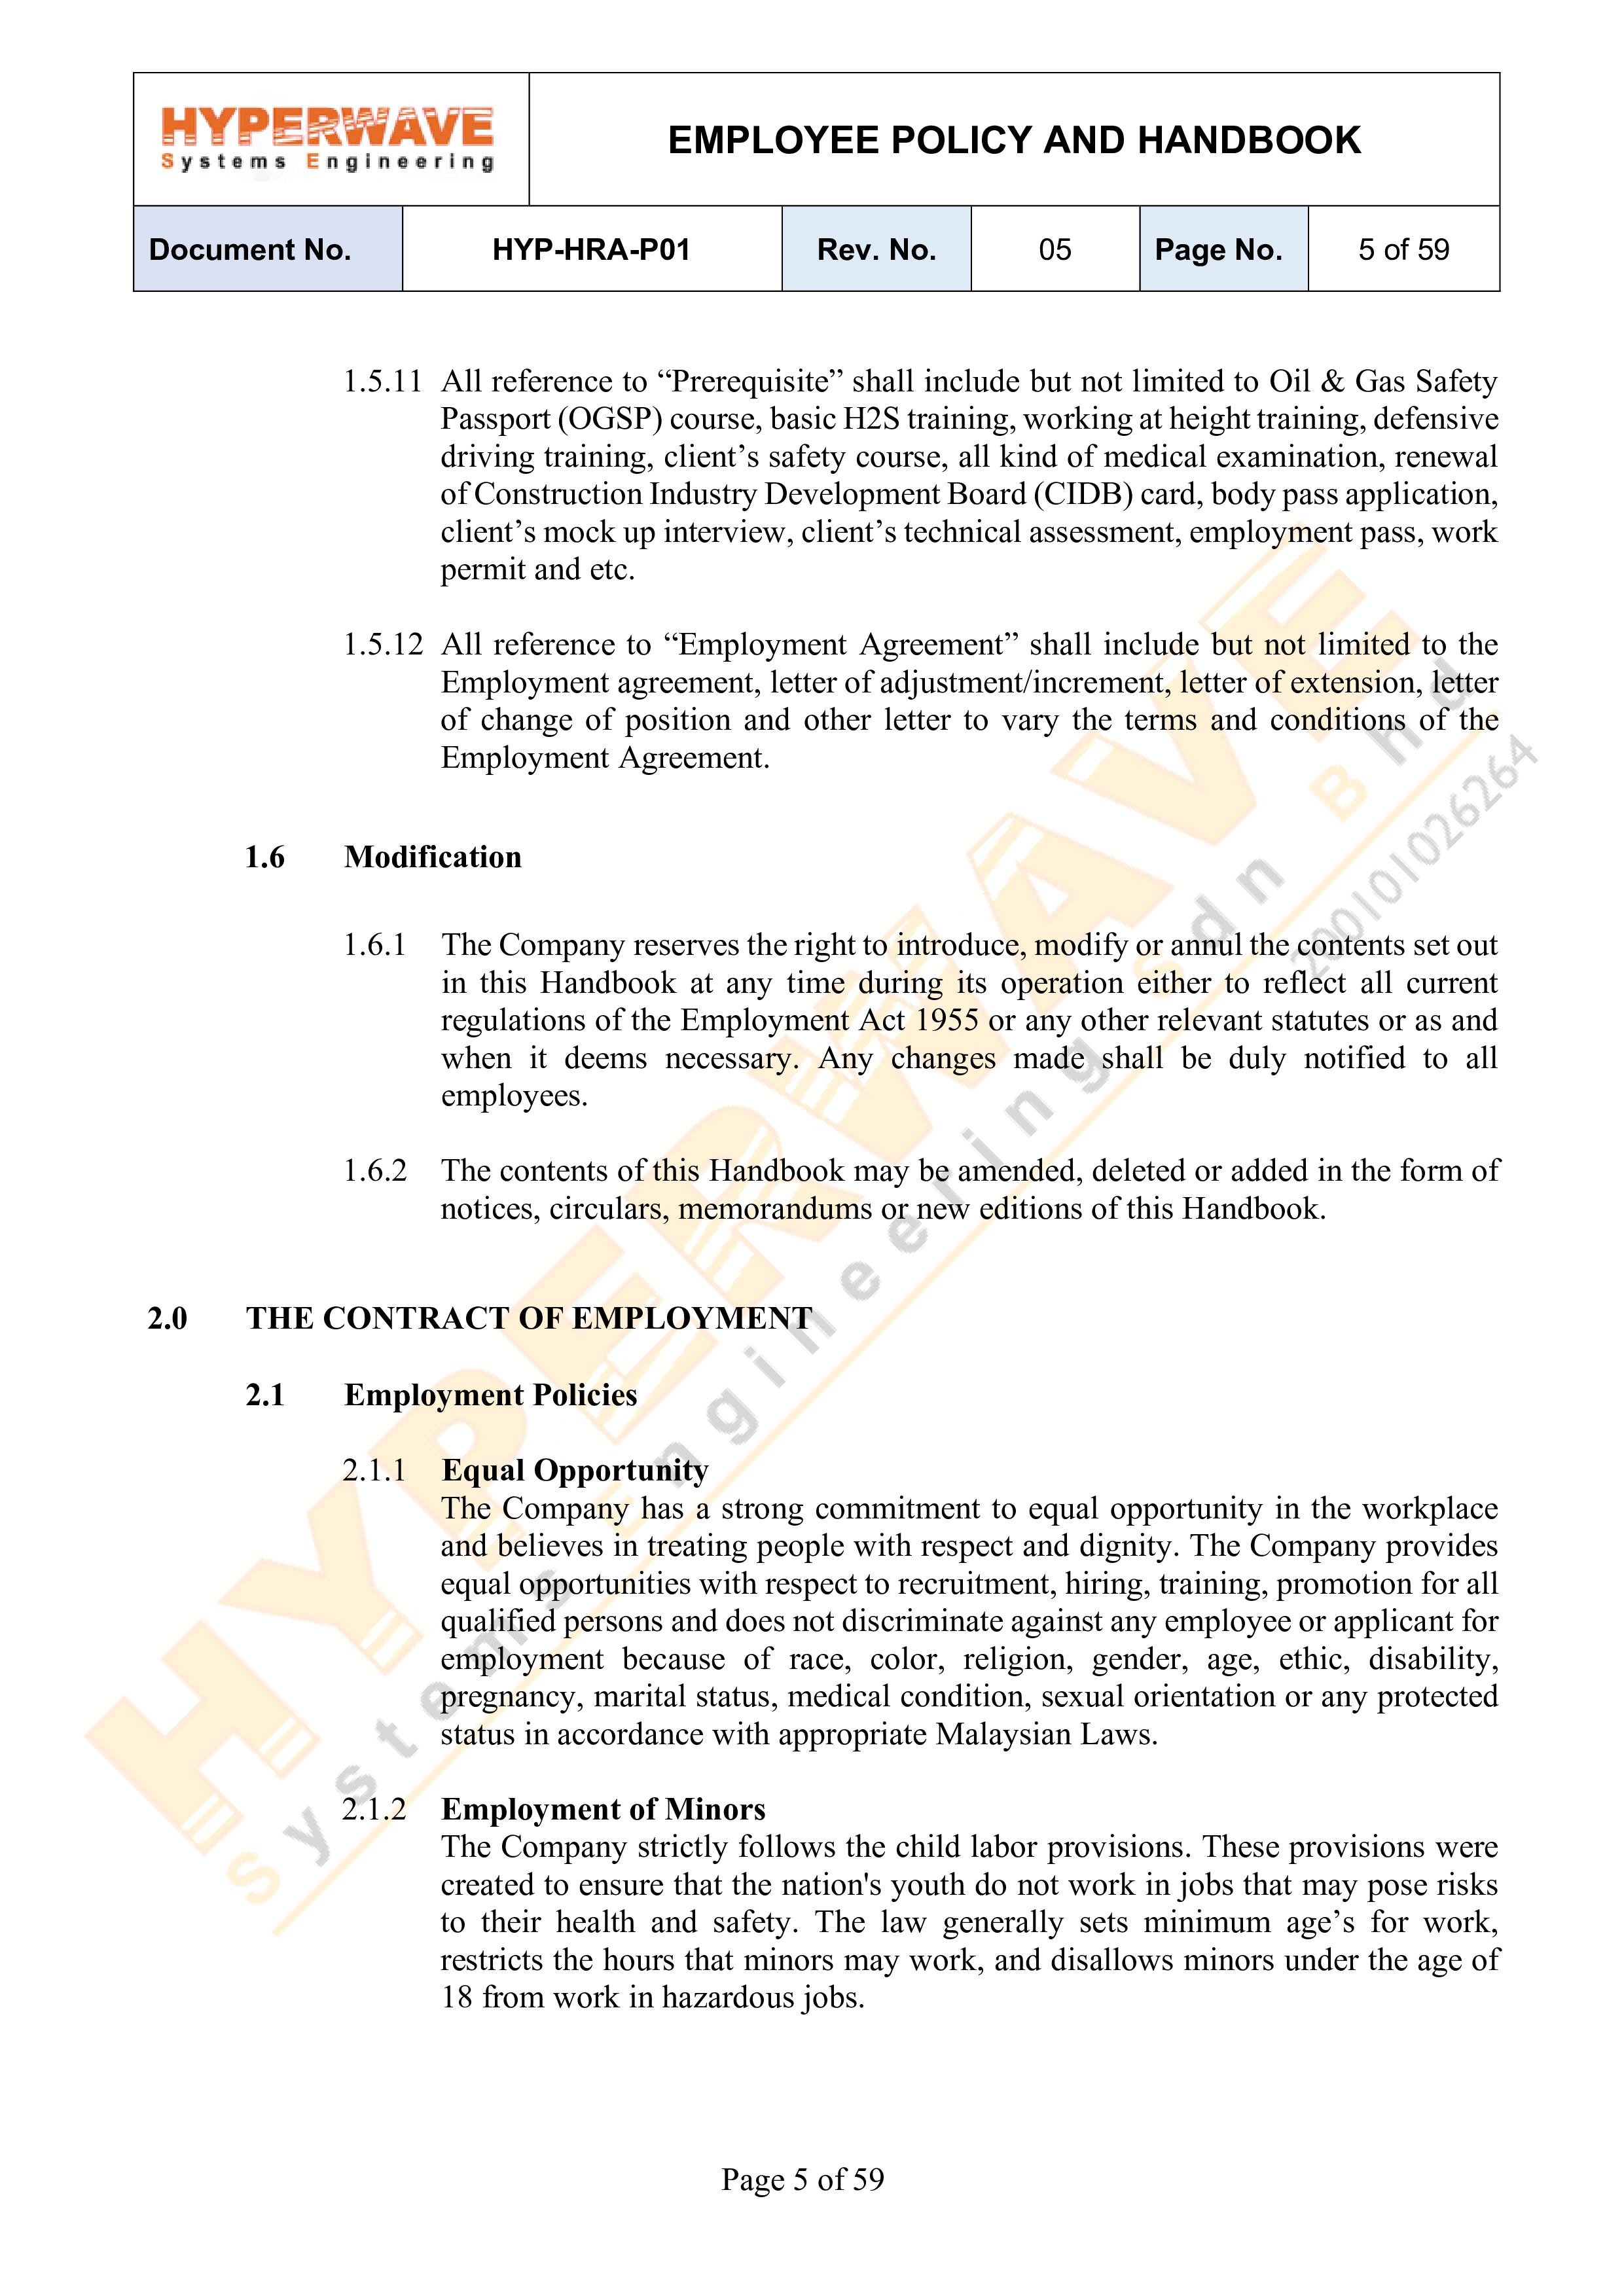 HYPERWAVE
Systems Engineering
EMPLOYEE POLICY AND HANDBOOK
Document No.
HYP-HRA-P01
Rev. No.
05
Page No.
5 of 59
1.5.11 All reference to “Prerequisite” shall include but not limited to Oil & Gas Safety
Passport (OGSP) course, basic H2S training, working at height training, defensive
driving training, client’s safety course, all kind of medical examination, renewal
of Construction Industry Development Board (CIDB) card, body pass application,
client’s mock up interview, client’s technical assessment, employment pass, work
permit and etc.
1.5.12 All reference to “Employment Agreement” shall include but not limited to the
Employment agreement, letter of adjustment/increment, letter of extension, letter
of change of position and other letter to vary the terms and conditions of the
Employment Agreement.
1.6 Modification
1.6.1 The Company reserves the right to introduce, modify or annul the contents set out
in this Handbook at any time during its operation either to reflect all current
regulations of the Employment Act 1955 or any other relevant statutes or as and
when it deems necessary. Any changes made shall be duly notified to all
employees.
1.6.2 The contents of this Handbook may be amended, deleted or added in the form of
notices, circulars, memorandums or new editions of this Handbook.
2.0 THE CONTRACT OF EMPLOYMENT
2.1 Employment Policies
2.1.1 Equal Opportunity
The Company has a strong commitment to equal opportunity in the workplace
and believes in treating people with respect and dignity. The Company provides
equal opportunities with respect to recruitment, hiring, training, promotion for all
qualified persons and does not discriminate against any employee or applicant for
employment because of race, color, religion, gender, age, ethic, disability,
pregnancy, marital status, medical condition, sexual orientation or any protected
status in accordance with appropriate Malaysian Laws.
2.1.2 Employment of Minors
The Company strictly follows the child labor provisions. These provisions were
created to ensure that the nation's youth do not work in jobs that may pose risks
to their health and safety. The law generally sets minimum age’s for work,
restricts the hours that minors may work, and disallows minors under the age of
18 from work in hazardous jobs.
HYPERWAVE
Systems Engineering Sdn Bhd
200101026264
Page 5 of 59